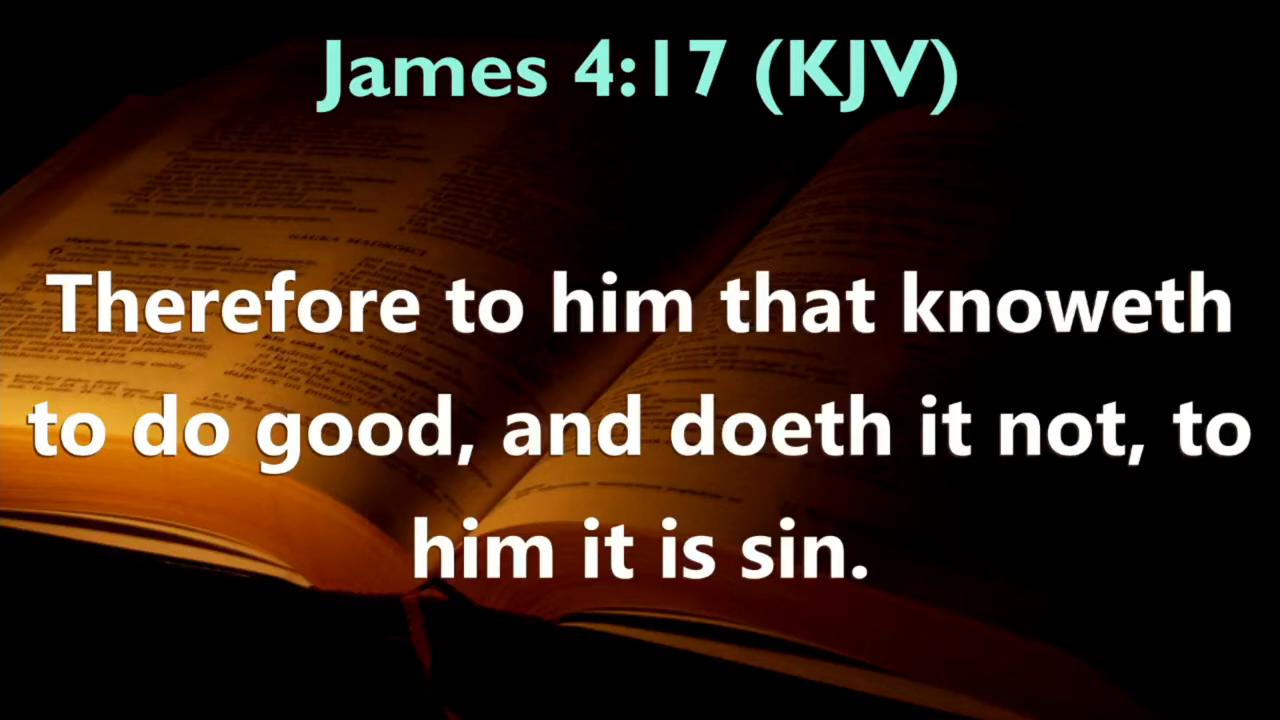 James 4:17 (KJV)
Therefore to him that knoweth
to do good, and doeth it not, to
him it is sin.